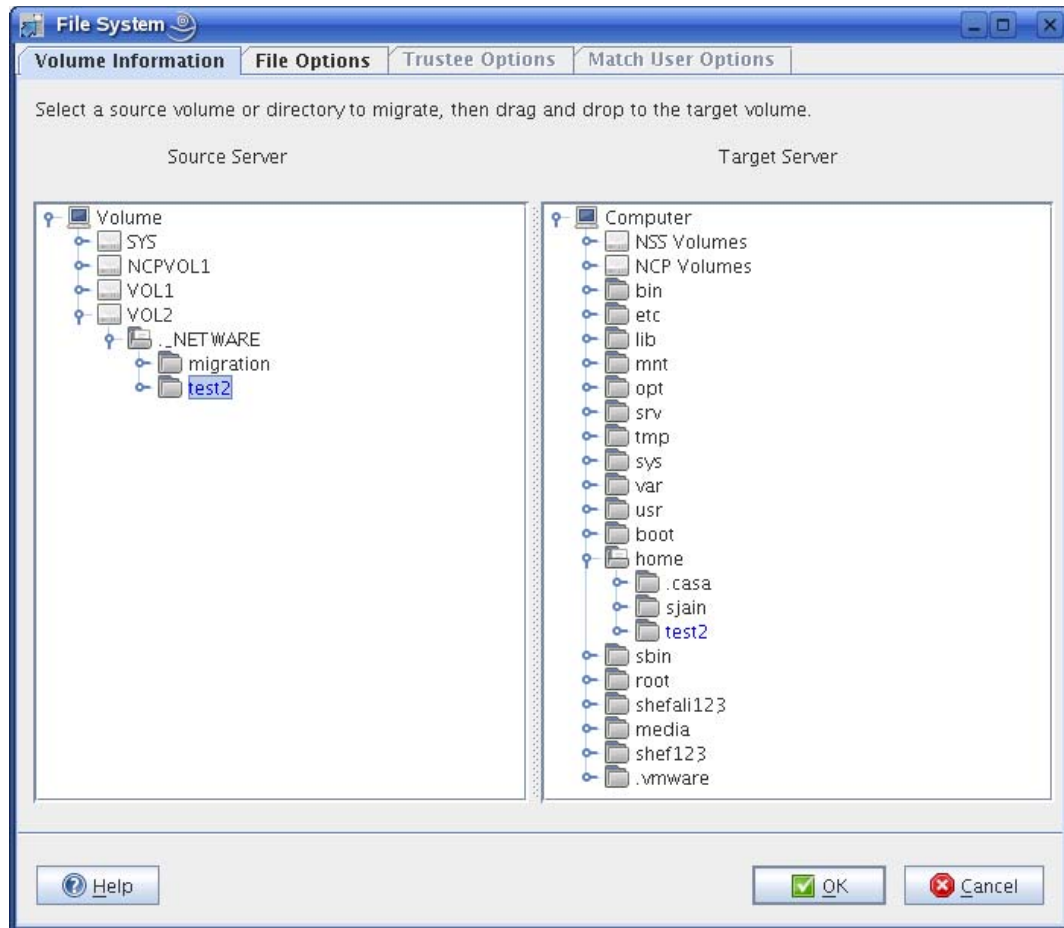 File System
Volume Information File Options Trustee Options Match User Options
Select a source volume or directory to migrate, then drag and drop to the target volume.
Source Server
Target Server
Volume
SYS
NCPVOL1
VOL1
VOL2
._NETWARE
migration
test2
Computer
NSS Volumes
NCP Volumes
bin
etc
lib
mnt
opt
srv
tmp
sys
var
usr
boot
home
.casa
sjain
test2
sbin
root
shefali123
media
shef123
.vmware
Help
OK
Cancel